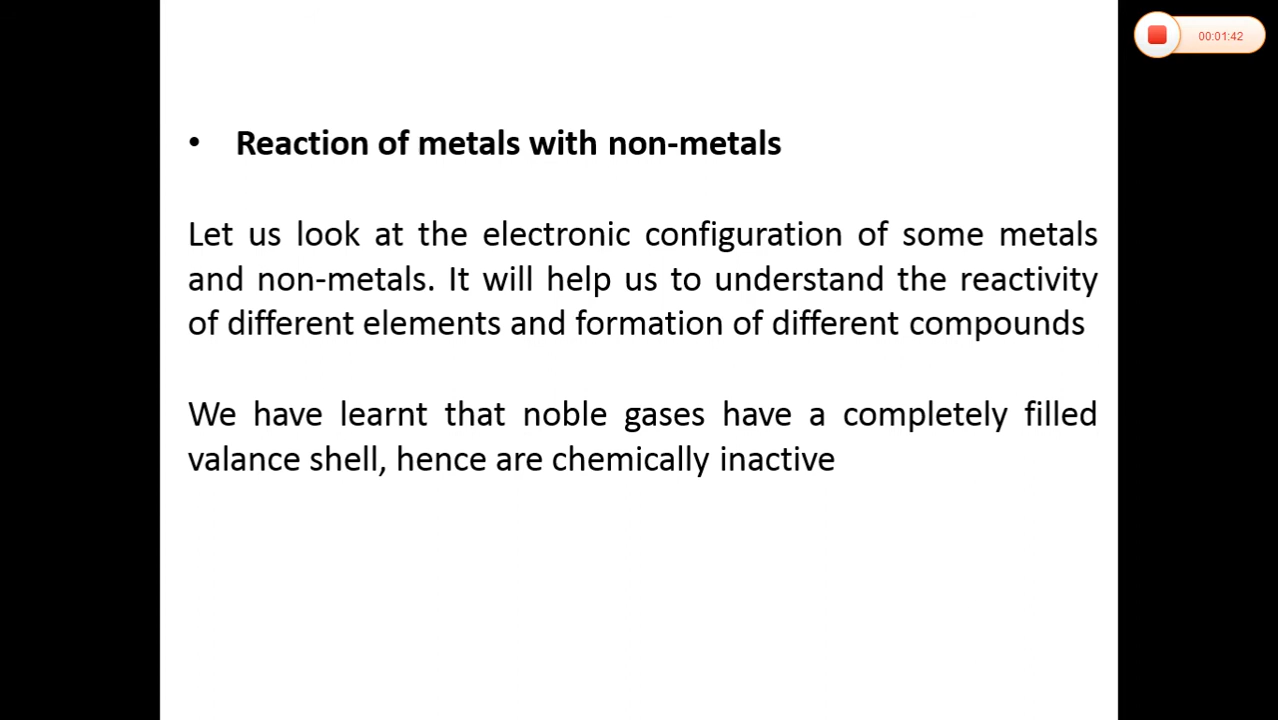 00:01:42
• Reaction of metals with non-metals
Let us look at the electronic configuration of some metals
and non-metals. It will help us to understand the reactivity
of different elements and formation of different compounds
We have learnt that noble gases have a completely filled
valance shell, hence are chemically inactive